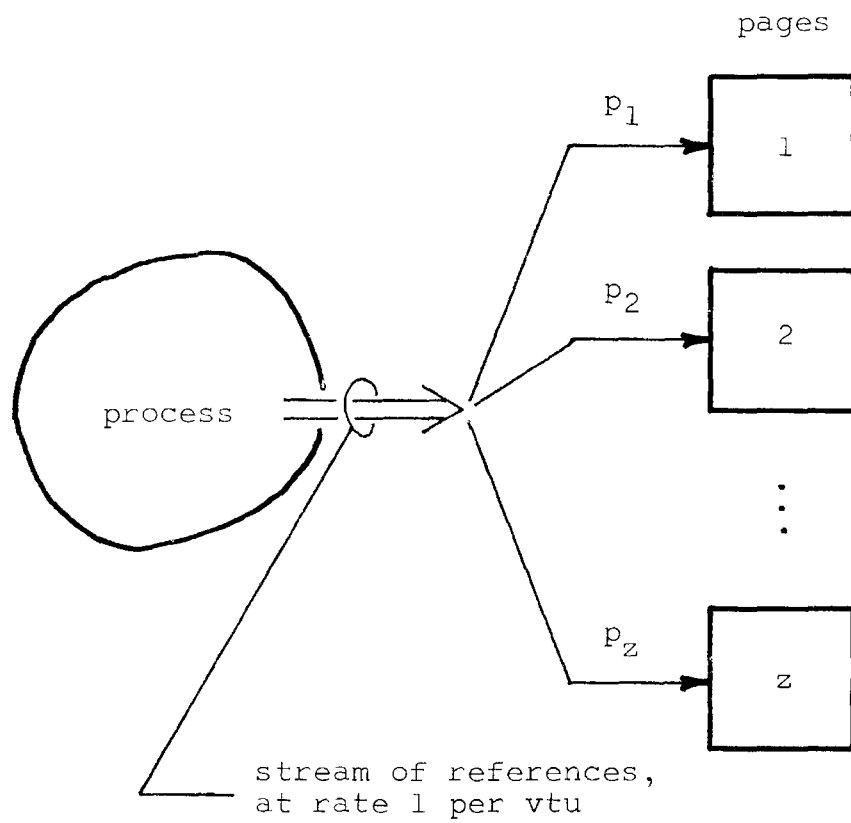 pages
p1
1
p2
process
2
pz
z
stream of references,
at rate 1 per vtu